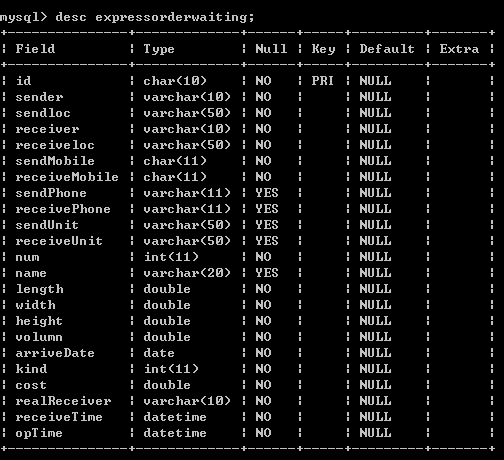 mysql> desc expressorderwaiting;
+---------------+-------------+------+-----+---------+-------+
| Field         | Type        | Null | Key | Default | Extra |
+---------------+-------------+------+-----+---------+-------+
| id            | char(10)    | NO   | PRI | NULL    |       |
| sender        | varchar(10) | NO   |     | NULL    |       |
| sendloc       | varchar(50) | NO   |     | NULL    |       |
| receiver      | varchar(10) | NO   |     | NULL    |       |
| receiveloc    | varchar(50) | NO   |     | NULL    |       |
| sendMobile    | char(11)    | NO   |     | NULL    |       |
| receiveMobile | char(11)    | NO   |     | NULL    |       |
| sendPhone     | varchar(11) | YES  |     | NULL    |       |
| receivePhone  | varchar(11) | YES  |     | NULL    |       |
| sendUnit      | varchar(50) | YES  |     | NULL    |       |
| receiveUnit   | varchar(50) | YES  |     | NULL    |       |
| num           | int(11)     | NO   |     | NULL    |       |
| name          | varchar(20) | YES  |     | NULL    |       |
| length        | double      | NO   |     | NULL    |       |
| width         | double      | NO   |     | NULL    |       |
| height        | double      | NO   |     | NULL    |       |
| volumn        | double      | NO   |     | NULL    |       |
| arriveDate    | date        | NO   |     | NULL    |       |
| kind          | int(11)     | NO   |     | NULL    |       |
| cost          | double      | NO   |     | NULL    |       |
| realReceiver  | varchar(10) | NO   |     | NULL    |       |
| receiveTime   | datetime    | NO   |     | NULL    |       |
| opTime        | datetime    | NO   |     | NULL    |       |
+---------------+-------------+------+-----+---------+-------+